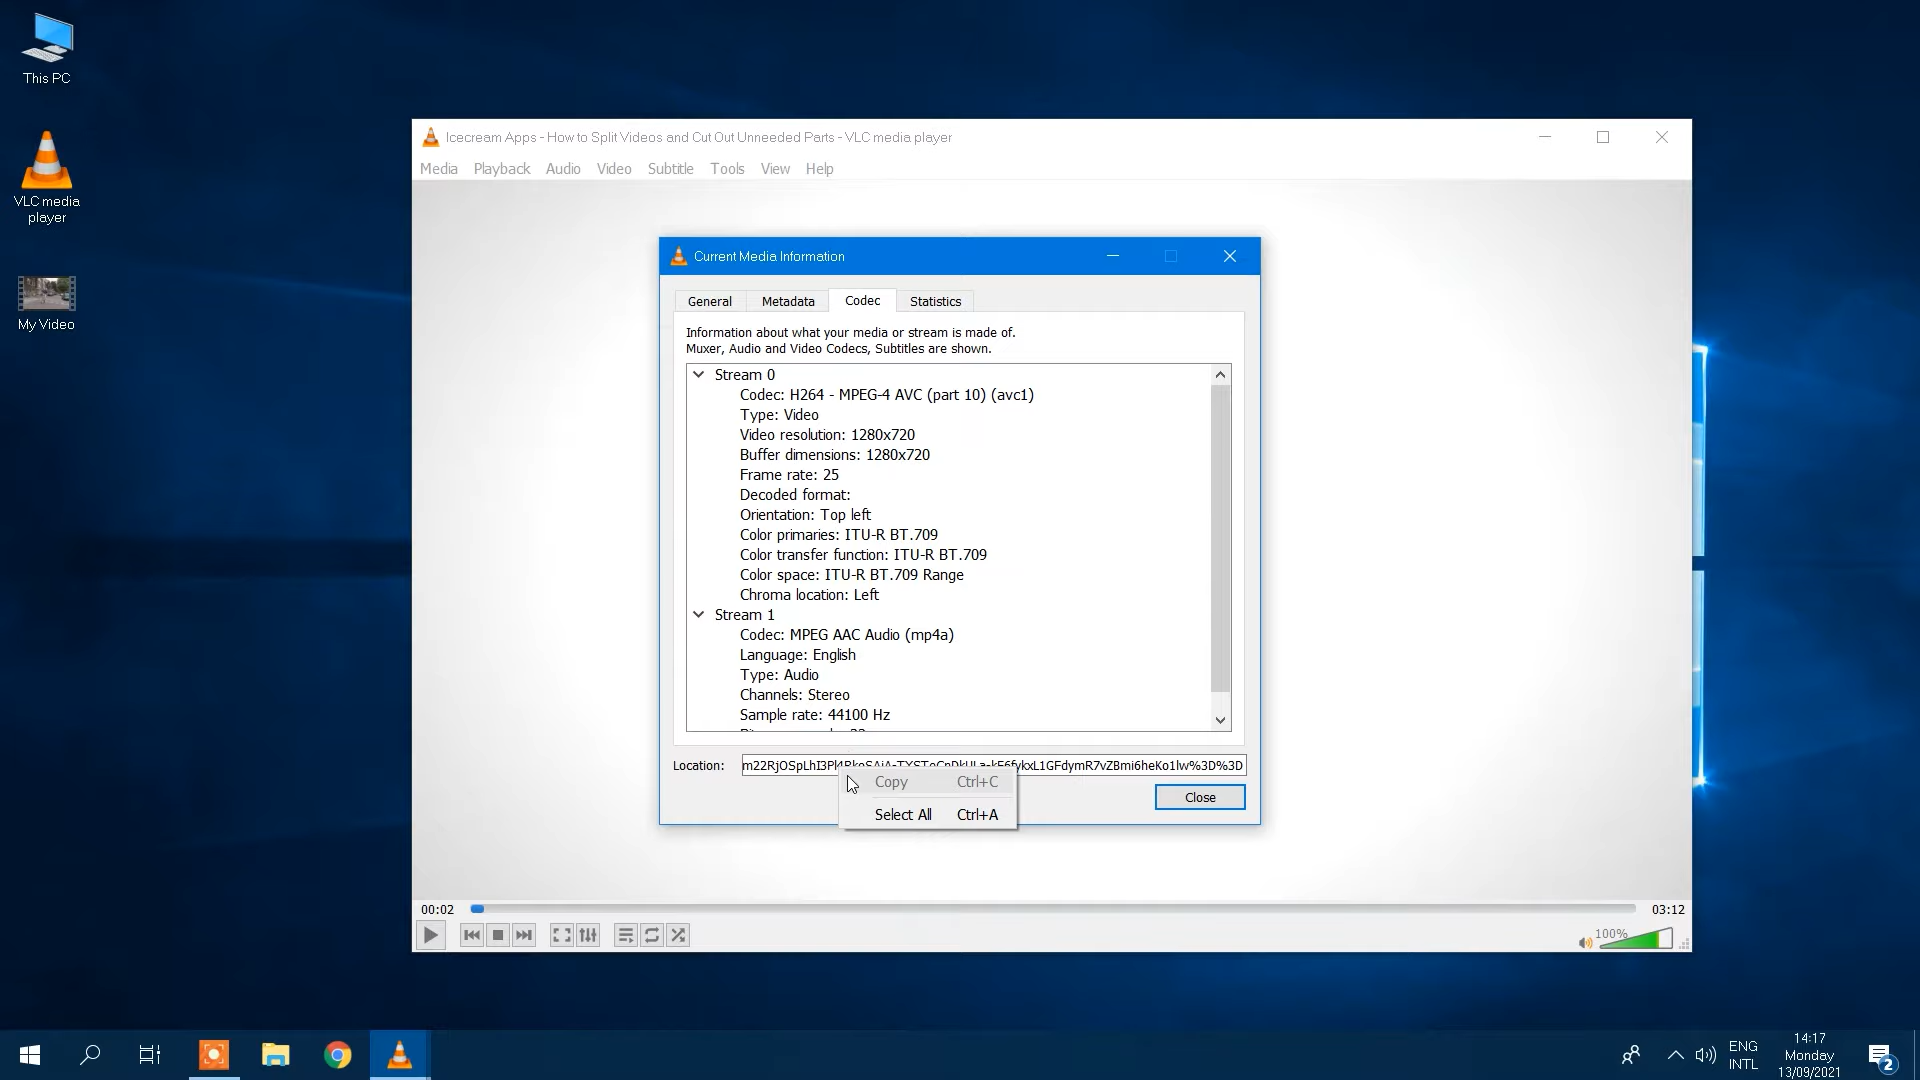 This PC
VLC media
player
My Video
Icecream Apps - How to Split Videos and Cut Out Unneeded Parts - VLC media player
Media Playback Audio Video Subtitle Tools View Help
Current Media Information
General Metadata Codec Statistics
Information about what your media or stream is made of.
Muxer, Audio and Video Codecs, Subtitles are shown.
Stream 0
Codec: H264 - MPEG-4 AVC (part 10) (avc1)
Type: Video
Video resolution: 1280x720
Buffer dimensions: 1280x720
Frame rate: 25
Decoded format:
Orientation: Top left
Color primaries: ITU-R BT.709
Color transfer function: ITU-R BT.709
Color space: ITU-R BT.709 Range
Chroma location: Left
Stream 1
Codec: MPEG AAC Audio (mp4a)
Language: English
Type: Audio
Channels: Stereo
Sample rate: 44100 Hz
Location:
Copy Ctrl+C
Select All Ctrl+A
Close
00:02
03:12
100%
ENG
INTL
14:17
Monday
13/09/2021
2